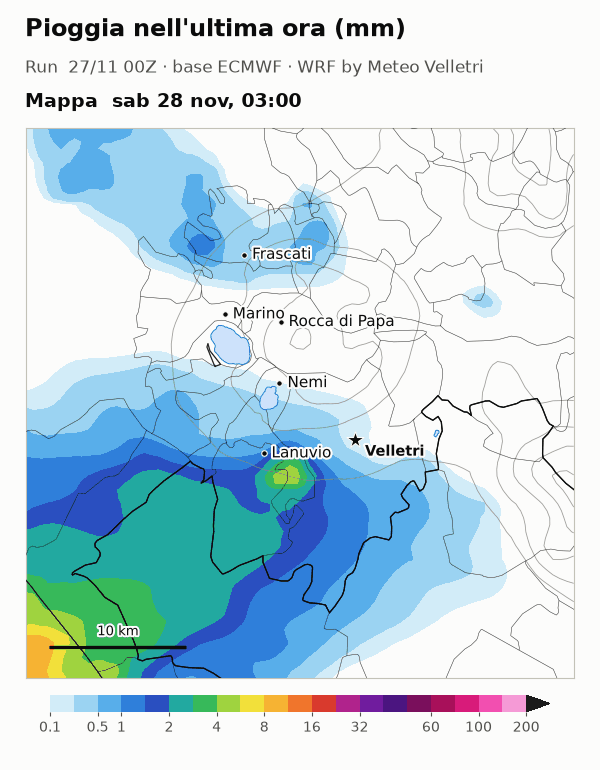 Pioggia nell'ultima ora (mm)
Run  27/11 00Z · base ECMWF · WRF by Meteo Velletri
Mappa  sab 28 nov, 03:00
Frascati
Marino
Rocca di Papa
Nemi
Velletri
Lanuvio
10 km
0.1 0.5 1 2 4 8 16 32 60 100 200